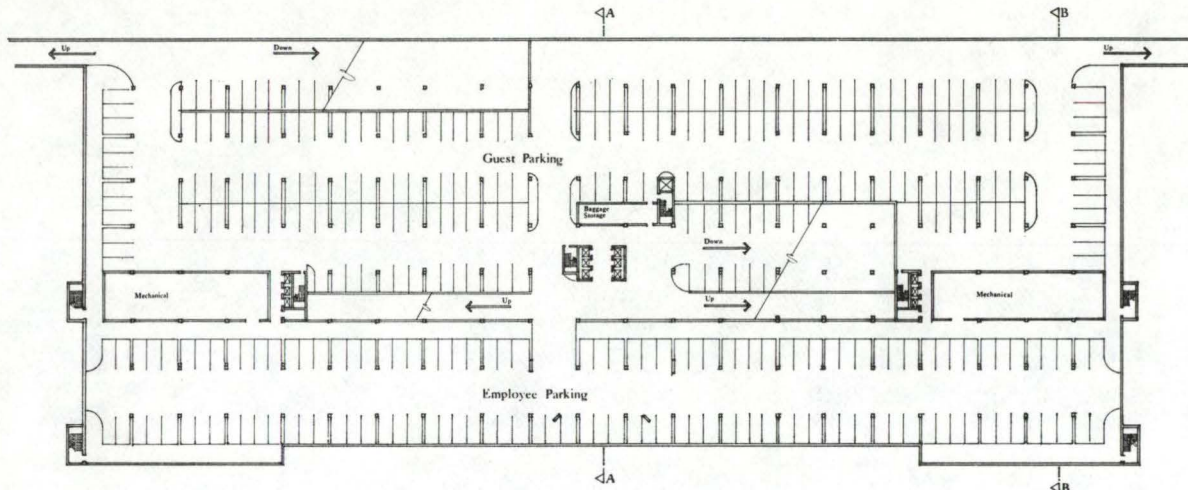 A
B
Up
Down
Up
Guest Parking
Baggage
Storage
Down
Mechanical
Up
Up
Mechanical
Employee Parking
A
B